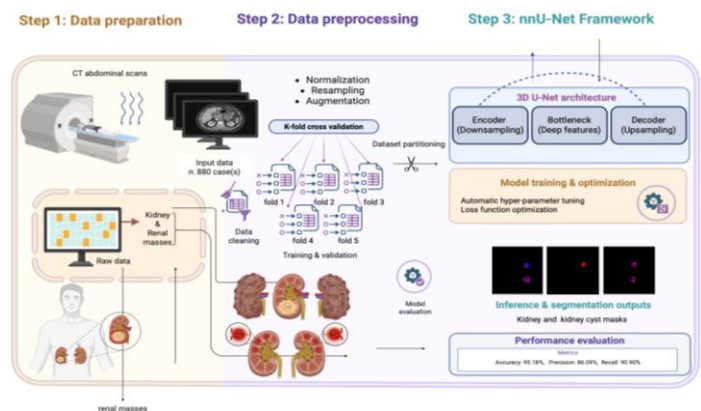 Step 1: Data preparation
Step 2: Data preprocessing
Step 3: nnU-Net Framework
CT abdominal scans
Input data
n: 880 case(s)
Raw data
Kidney
&
Renal
masses.
renal masses
• Normalization
• Resampling
• Augmentation
K-fold cross validation
fold 1
fold 2
fold 3
fold 4
fold 5
Data
cleaning
Training & validation
Dataset partitioning
Model
evaluation
3D U-Net architecture
Encoder
(Downsampling)
Bottleneck
(Deep features)
Decoder
(Upsampling)
Model training & optimization
Automatic hyper-parameter tuning
Loss function optimization
Inference & segmentation outputs
Kidney and kidney cyst masks
Performance evaluation
Metrics
Accuracy: 95.18%, Precision: 86.09%, Recall: 90.90%